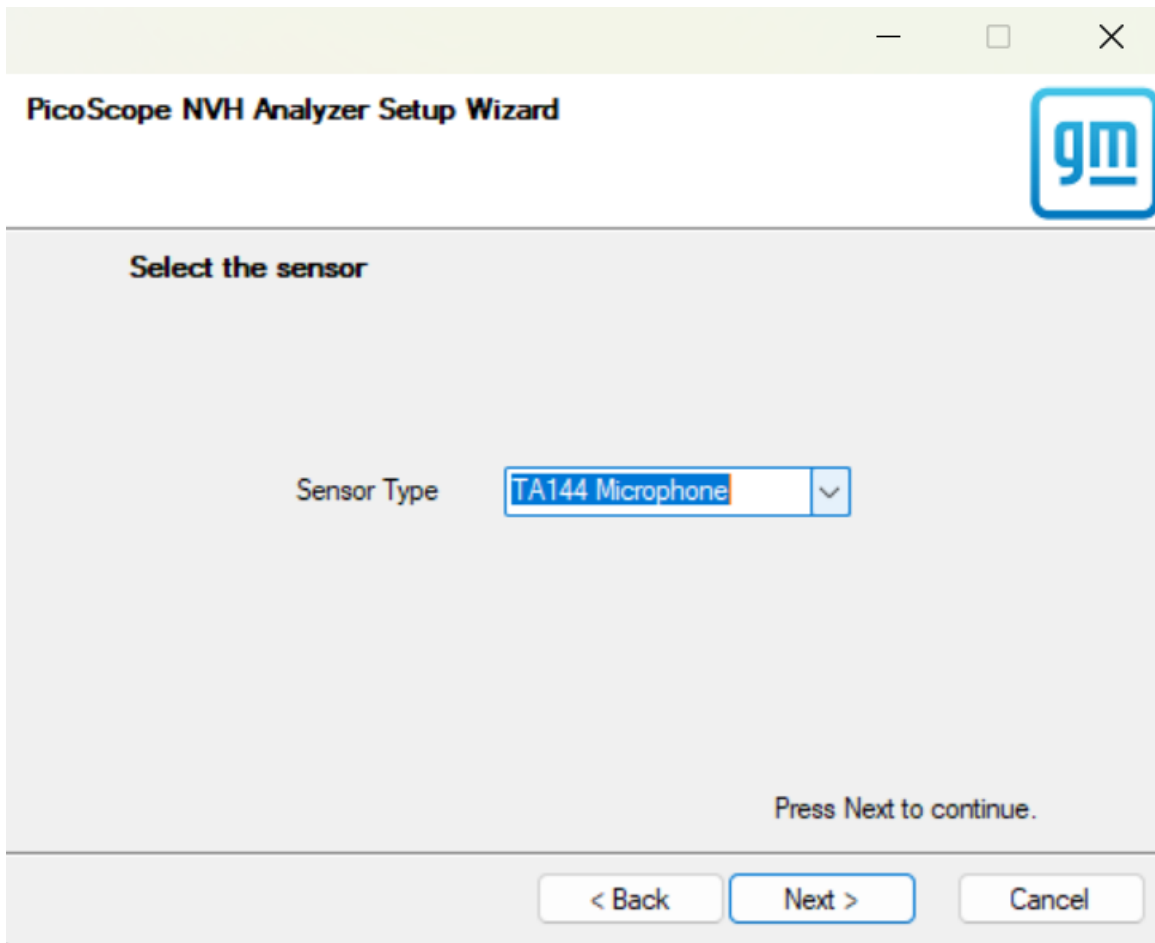 PicoScope NVH Analyzer Setup Wizard
gm
Select the sensor
Sensor Type TA144 Microphone
Press Next to continue.
< Back Next > Cancel